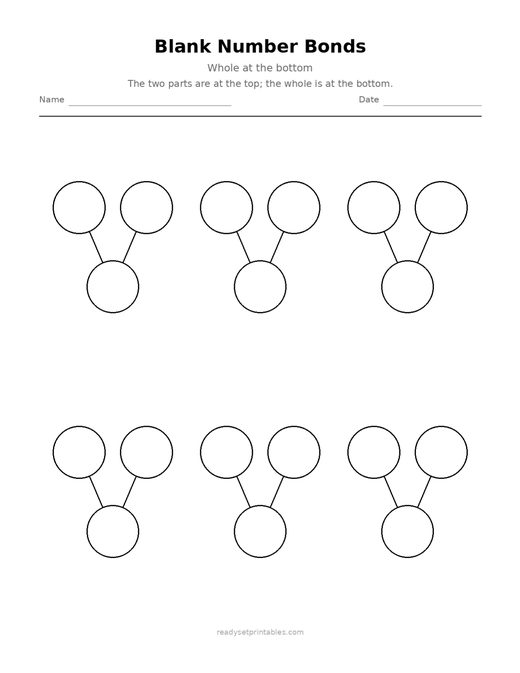 Blank Number Bonds
Whole at the bottom
The two parts are at the top; the whole is at the bottom.
Name Date
readysetprintables.com